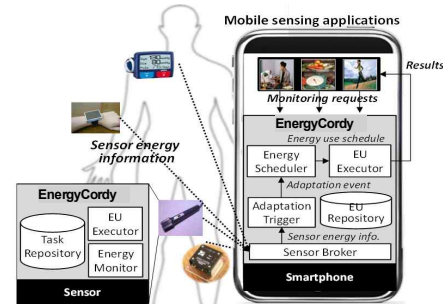 Mobile sensing applications
Results
Monitoring requests
EnergyCordy
Energy use schedule
Energy
Scheduler
EU
Executor
Adaptation event
Adaptation
Trigger
EU
Repository
Sensor energy info.
Sensor Broker
Smartphone
Sensor energy
information
EnergyCordy
Task
Repository
EU
Executor
Energy
Monitor
Sensor